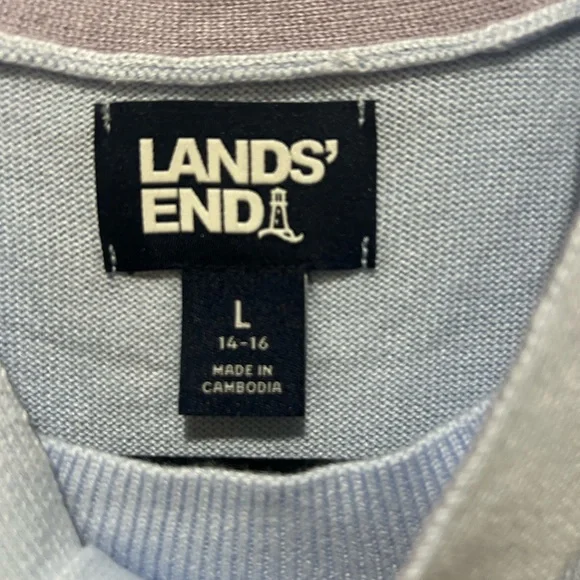 LANDS'
END
L
14-16
MADE IN
CAMBODIA